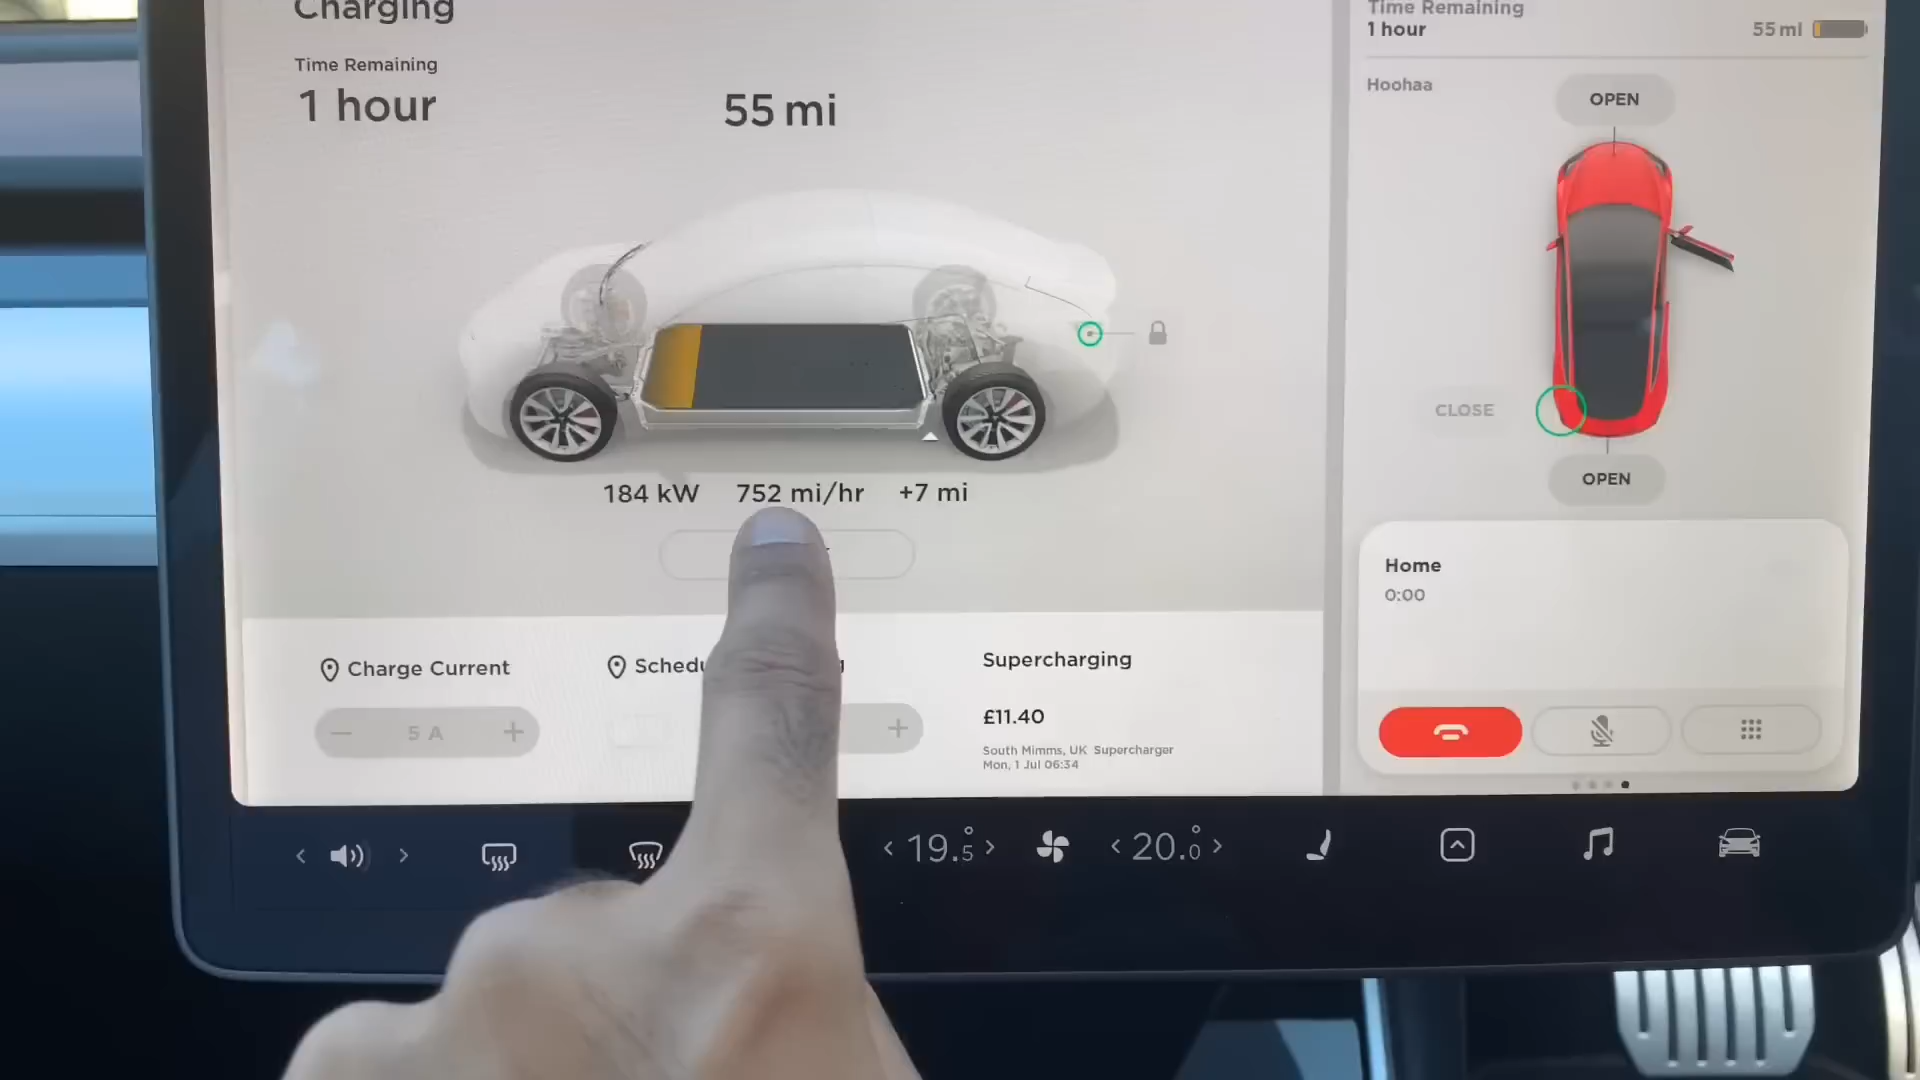 Charging
Time Remaining
1 hour
55 mi
184 kW 752 mi/hr +7 mi
Charge Current
5 A
Supercharging
£11.40
South Mimms, UK Supercharger
Mon, 1 Jul 06:34
Time Remaining
1 hour
55 mi
Hoohaa
OPEN
CLOSE
OPEN
Home
0:00
19.5°
20.0°